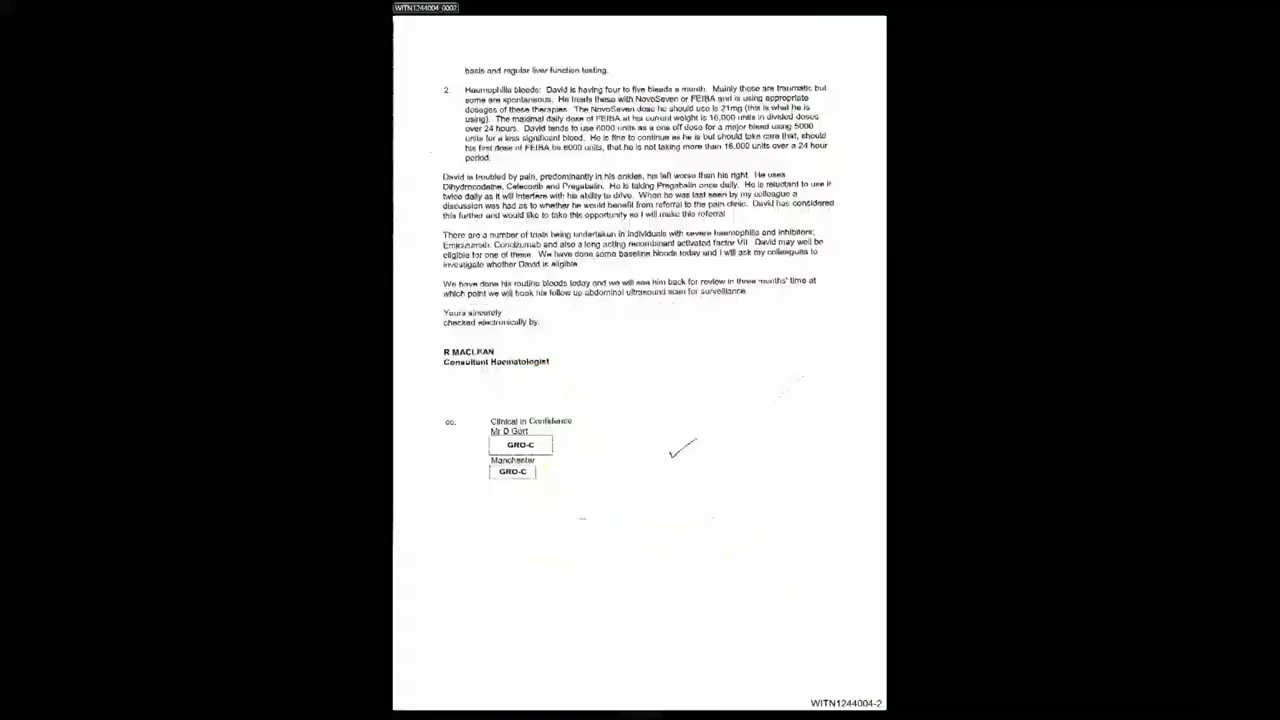 WITN1244004_0002
basis and regular liver function testing.
2. Haemophilia bleeds: David is having four to five bleeds a month. Mainly these are traumatic but
some are spontaneous. He treats these with NovoSeven or FEIBA and is using appropriate
dosages of these therapies. The NovoSeven dose he should use is 21mg (this is what he is
using). The maximal daily dose of FEIBA at his current weight is 16,000 units in divided doses
over 24 hours. David tends to use 6000 units as a one off dose for a major bleed using 5000
units for a less significant bleed. He is fine to continue as he is but should take care that, should
his first dose of FEIBA be 6000 units, that he is not taking more than 16,000 units over a 24 hour
period.
David is troubled by pain, predominantly in his ankles, his left worse than his right. He uses
Dihydrocodeine, Celecoxib and Pregabalin. He is taking Pregabalin once daily. He is reluctant to use it
twice daily as it will interfere with his ability to drive. When he was last seen by my colleague a
discussion was had as to whether he would benefit from referral to the pain clinic. David has considered
this further and would like to take this opportunity so I will make this referral
There are a number of trials being undertaken in individuals with severe haemophilia and inhibitors;
Emicizumab, Concizumab and also a long acting recombinant activated factor VII. David may well be
eligible for one of these. We have done some baseline bloods today and I will ask my colleagues to
investigate whether David is eligible.
We have done his routine bloods today and we will see him back for review in three months' time at
which point we will book his follow up abdominal ultrasound scan for surveillance.
Yours sincerely
checked electronically by:
R MACLEAN
Consultant Haematologist
cc. Clinical in Confidence
Mr D Gort
GRO-C
Manchester
GRO-C
WITN1244004-2